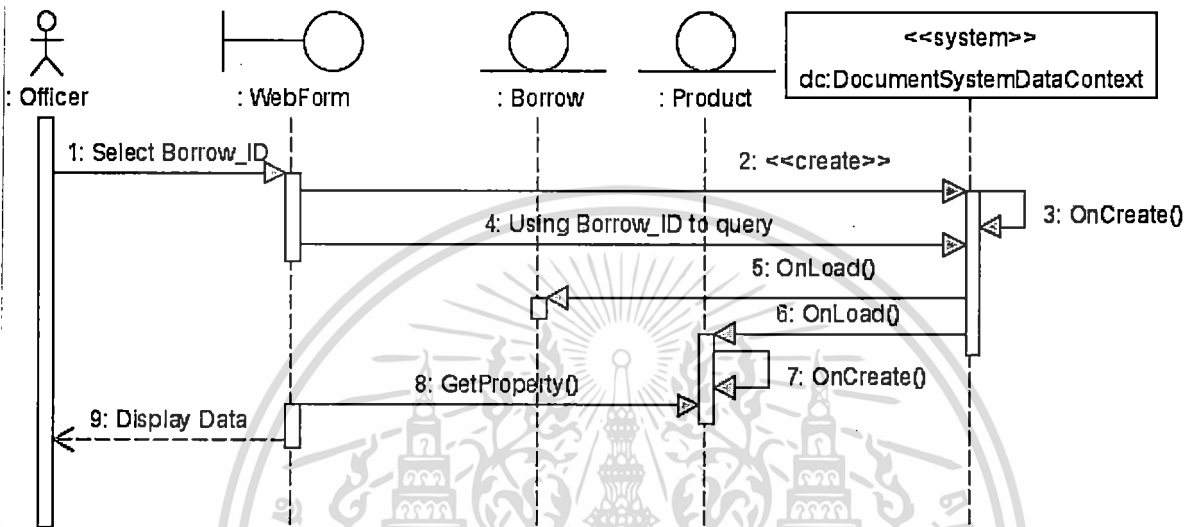 <<system>>
dc:DocumentSystemDataContext
: Officer
: WebForm
: Borrow
: Product
1: Select Borrow_ID
2: <<create>>
3: OnCreate()
4: Using Borrow_ID to query
5: OnLoad()
6: OnLoad()
7: OnCreate()
8: GetProperty()
9: Display Data